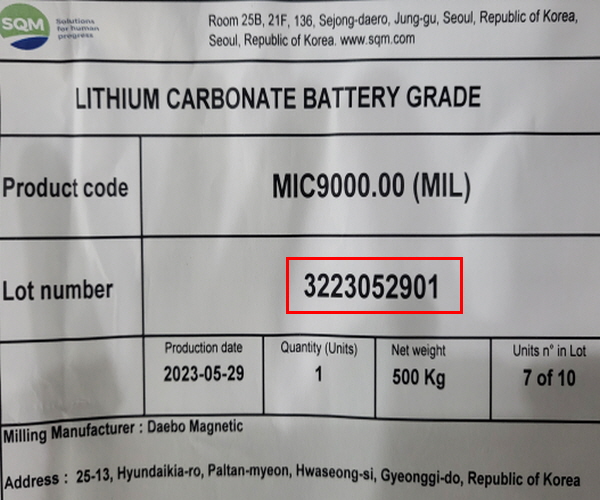 SQM
Solutions
for human
progress
Room 25B, 21F, 136, Sejong-daero, Jung-gu, Seoul, Republic of Korea,
Seoul, Republic of Korea. www.sqm.com
LITHIUM CARBONATE BATTERY GRADE
Product code
MIC9000.00 (MIL)
Lot number
3223052901
Production date
2023-05-29
Quantity (Units)
1
Net weight
500 Kg
Units n° in Lot
7 of 10
Milling Manufacturer : Daebo Magnetic
Address : 25-13, Hyundaikia-ro, Paltan-myeon, Hwaseong-si, Gyeonggi-do, Republic of Korea